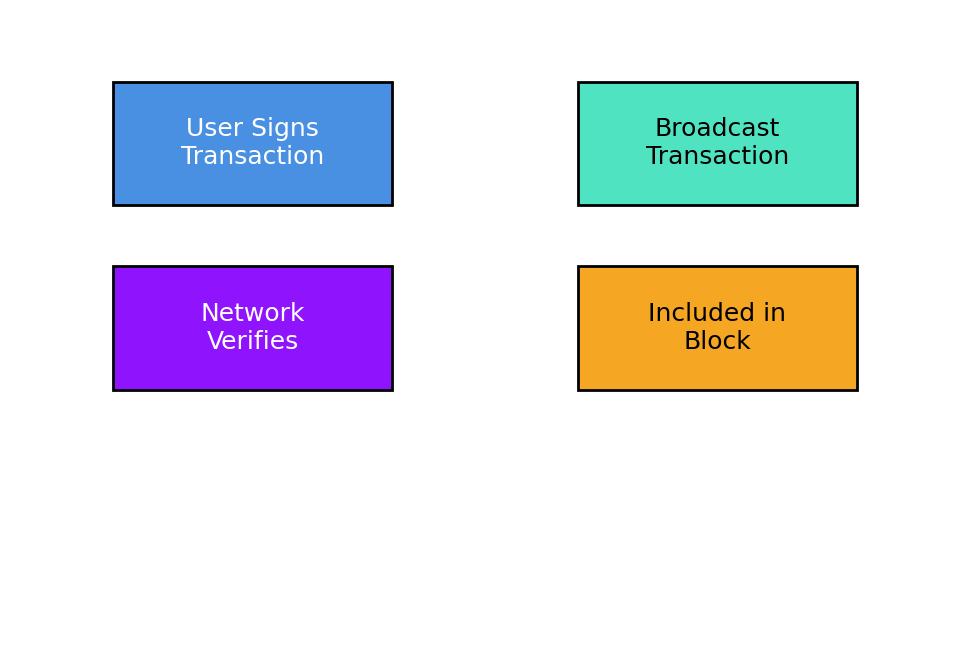 User Signs
Transaction
Broadcast
Transaction
Network
Verifies
Included in
Block